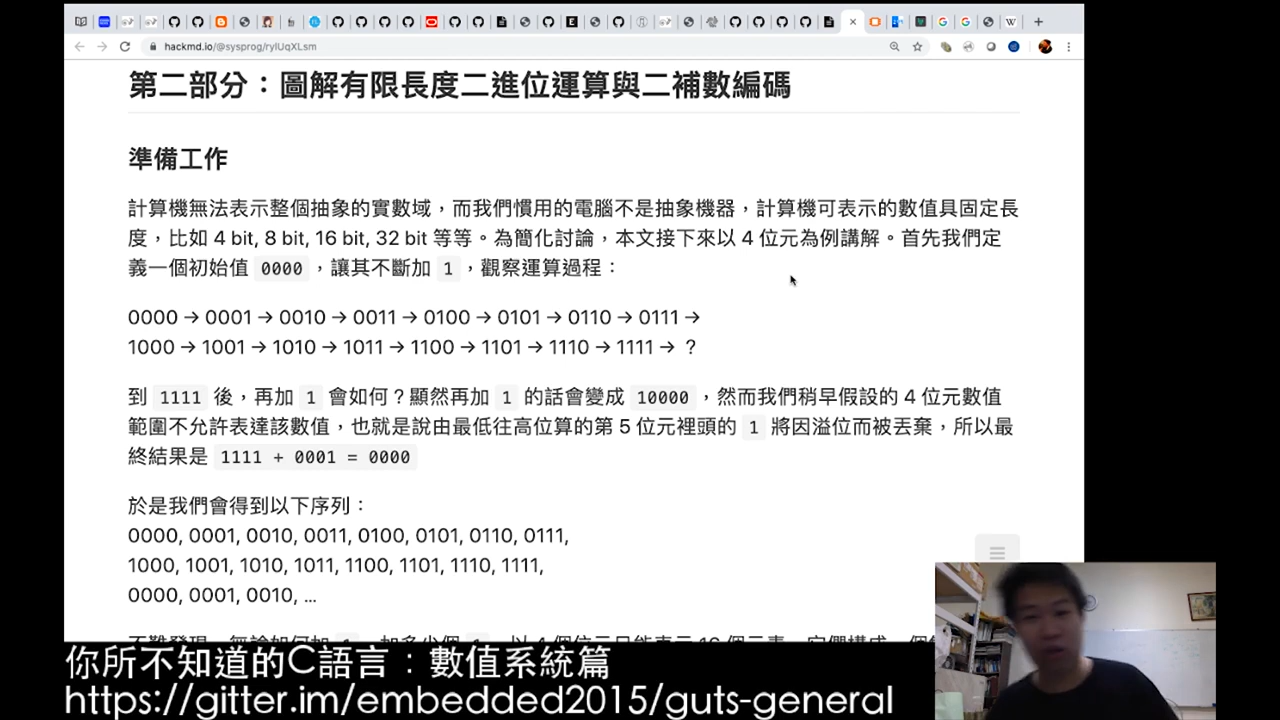 hackmd.io/@sysprog/rylUqXLsm
第二部分：圖解有限長度二進位運算與二補數編碼
準備工作
計算機無法表示整個抽象的實數域，而我們慣用的電腦不是抽象機器，計算機可表示的數值具固定長
度，比如 4 bit, 8 bit, 16 bit, 32 bit 等等。為簡化討論，本文接下來以 4 位元為例講解。首先我們定
義一個初始值 0000 ，讓其不斷加 1 ，觀察運算過程：
0000 → 0001 → 0010 → 0011 → 0100 → 0101 → 0110 → 0111 →
1000 → 1001 → 1010 → 1011 → 1100 → 1101 → 1110 → 1111 → ？
到 1111 後，再加 1 會如何？顯然再加 1 的話會變成 10000 ，然而我們稍早假設的 4 位元數值
範圍不允許表達該數值，也就是說由最低往高位算的第 5 位元裡頭的 1 將因溢位而被丟棄，所以最
終結果是 1111 + 0001 = 0000
於是我們會得到以下序列：
0000, 0001, 0010, 0011, 0100, 0101, 0110, 0111,
1000, 1001, 1010, 1011, 1100, 1101, 1110, 1111,
0000, 0001, 0010, ...
你所不知道的C語言：數值系統篇
https://gitter.im/embedded2015/guts-general